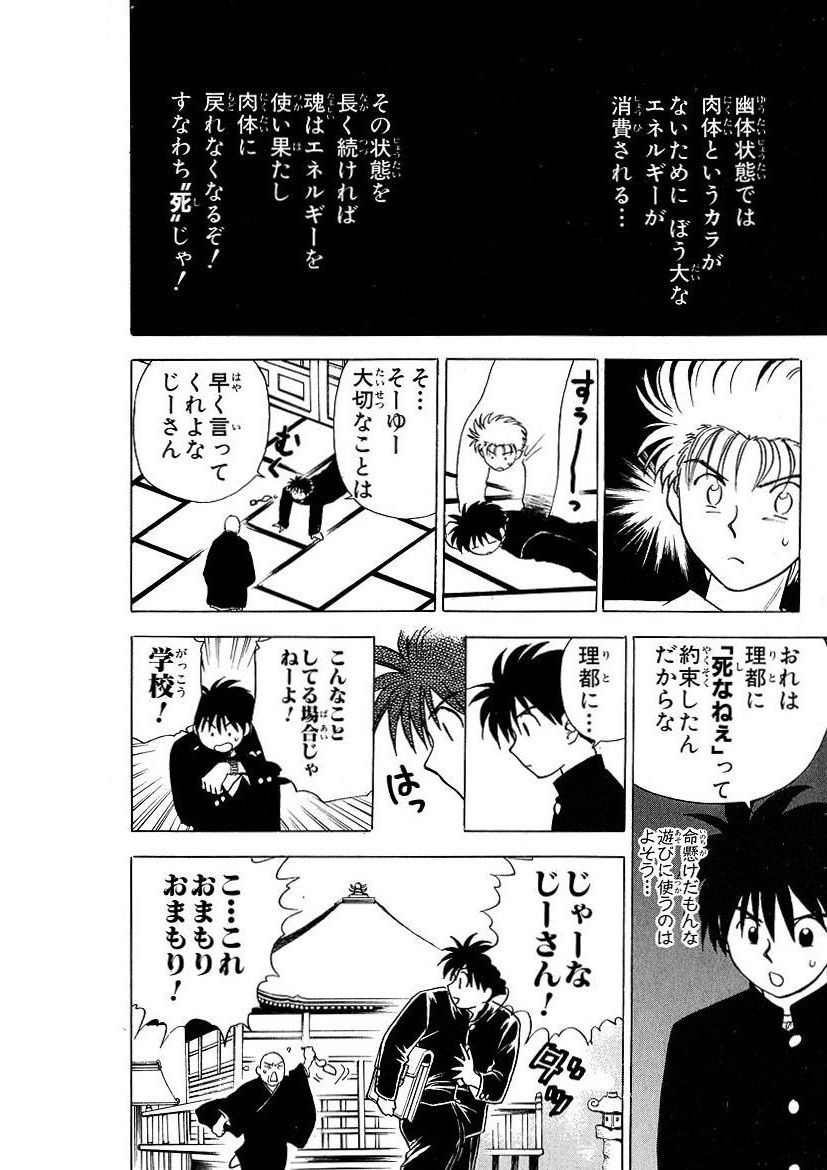 幽体状態では
肉体というカラが
ないために ぼう大な
エネルギーが
消費される…
その状態を
長く続ければ
魂はエネルギーを
使い果たし
肉体に
戻れなくなるぞ!
すなわち〝死〟じゃ!
すぅ〜〜っ
そ…
そーゆー
大切なことは
むく
早く言って
くれよな
じーさん
おれは
理都に
「死なねぇ」って
約束したん
だからな
命懸けだもんな
遊びに使うのは
よそう…
理都に…
はっ
こんなこと
してる場合じゃ
ねーよ!
学校!
じゃーな
じーさん!
ダッ
こ…これ
おまもり
おまもり!